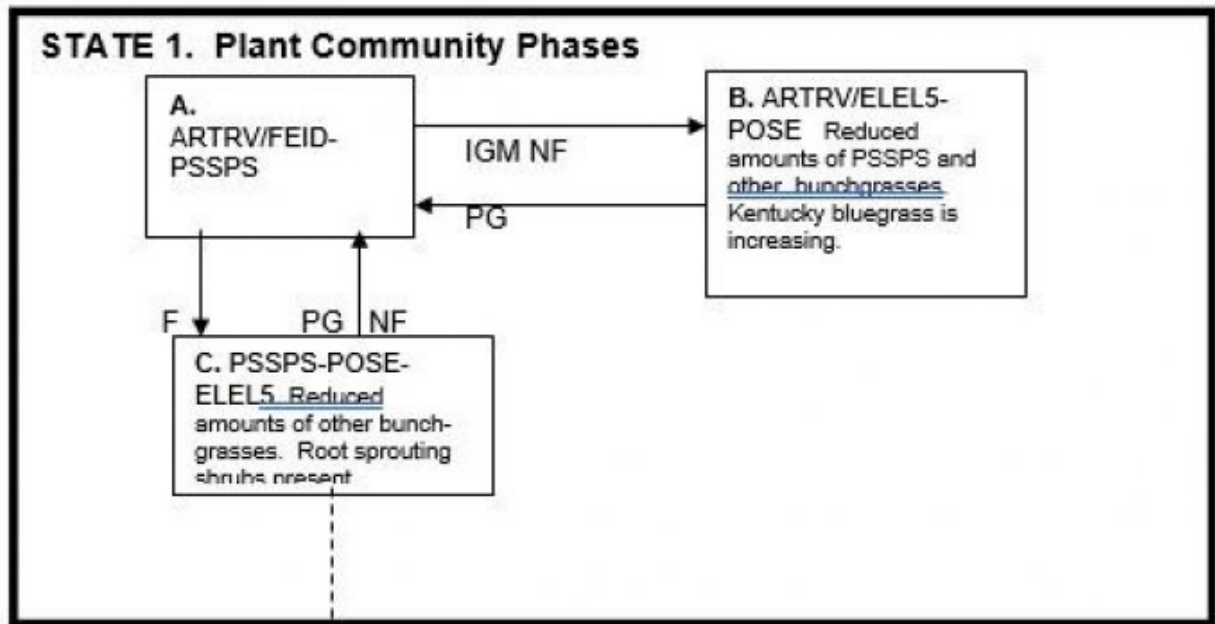 STATE 1. Plant Community Phases
A.
ARTRV/FEID-
PSSPS
IGM NF
PG
B. ARTRV/ELEL5-
POSE Reduced
amounts of PSSPS and
other bunchgrasses.
Kentucky bluegrass is
increasing.
F
PG NF
C. PSSPS-POSE-
ELEL5 Reduced
amounts of other bunch-
grasses. Root sprouting
shrubs present